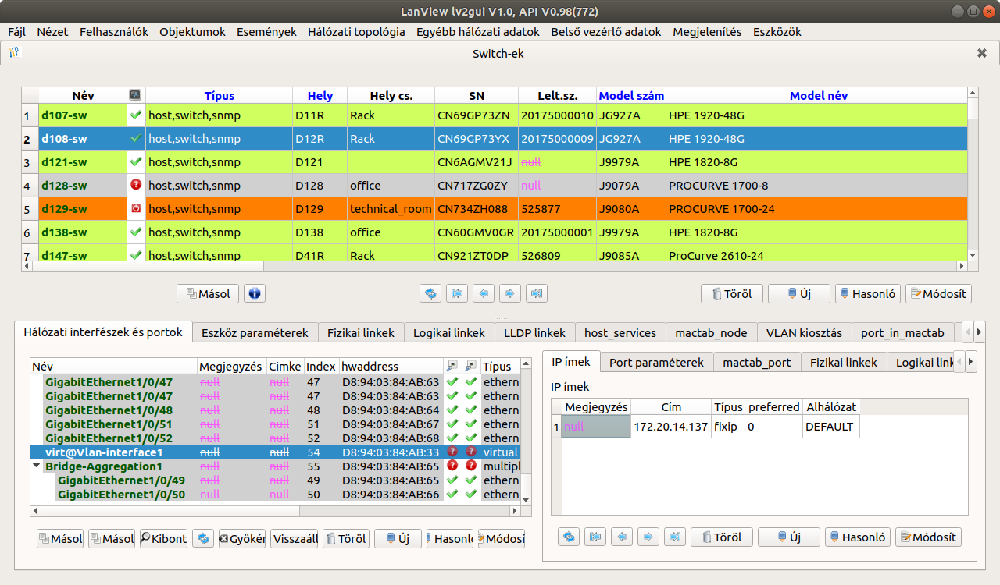 LanView lv2gui V1.0, API V0.98(772)
Fájl Nézet Felhasználók Objektumok Események Hálózati topológia Egyébb hálózati adatok Belső vezérlő adatok Megjelenítés Eszközök
Switch-ek
Név Típus Hely Hely cs. SN Lelt.sz. Model szám Model név
1 d107-sw host,switch,snmp D11R Rack CN69GP73ZN 20175000010 JG927A HPE 1920-48G
2 d108-sw host,switch,snmp D12R Rack CN69GP73YX 20175000009 JG927A HPE 1920-48G
3 d121-sw host,switch,snmp D121 CN6AGMV21J null J9979A HPE 1820-8G
4 d128-sw host,switch,snmp D128 office CN717ZG0ZY null J9079A PROCURVE 1700-8
5 d129-sw host,switch,snmp D129 technical_room CN734ZH088 525877 J9080A PROCURVE 1700-24
6 d138-sw host,switch,snmp D138 office CN60GMV0GR 20175000001 J9979A HPE 1820-8G
7 d147-sw host,switch,snmp D41R Rack CN921ZT0DP 526809 J9085A ProCurve 2610-24
Másol Töröl Új Hasonló Módosít
Hálózati interfészek és portok Eszköz paraméterek Fizikai linkek Logikai linkek LLDP linkek host_services mactab_node VLAN kiosztás port_in_mactab
Név Megjegyzés Cimke Index hwaddress Típus
GigabitEthernet1/0/47 null null 47 D8:94:03:84:AB:63 ethern
GigabitEthernet1/0/47 null null 47 D8:94:03:84:AB:63 ethern
GigabitEthernet1/0/48 null null 48 D8:94:03:84:AB:64 ethern
GigabitEthernet1/0/51 null null 51 D8:94:03:84:AB:67 ethern
GigabitEthernet1/0/52 null null 52 D8:94:03:84:AB:68 ethern
virt@Vlan-interface1 null null 54 D8:94:03:84:AB:33 virtual
Bridge-Aggregation1 null null 55 D8:94:03:84:AB:65 multipl
GigabitEthernet1/0/49 null null 49 D8:94:03:84:AB:65 ethern
GigabitEthernet1/0/50 null null 50 D8:94:03:84:AB:66 ethern
Másol Másol Kibont Gyökér Visszaáll Töröl Új Hasonló Módosí
IP ímek Port paraméterek mactab_port Fizikai linkek Logikai link
IP ímek
Megjegyzés Cím Típus preferred Alhálózat
1 null 172.20.14.137 fixip 0 DEFAULT
Töröl Új Hasonló Módosít